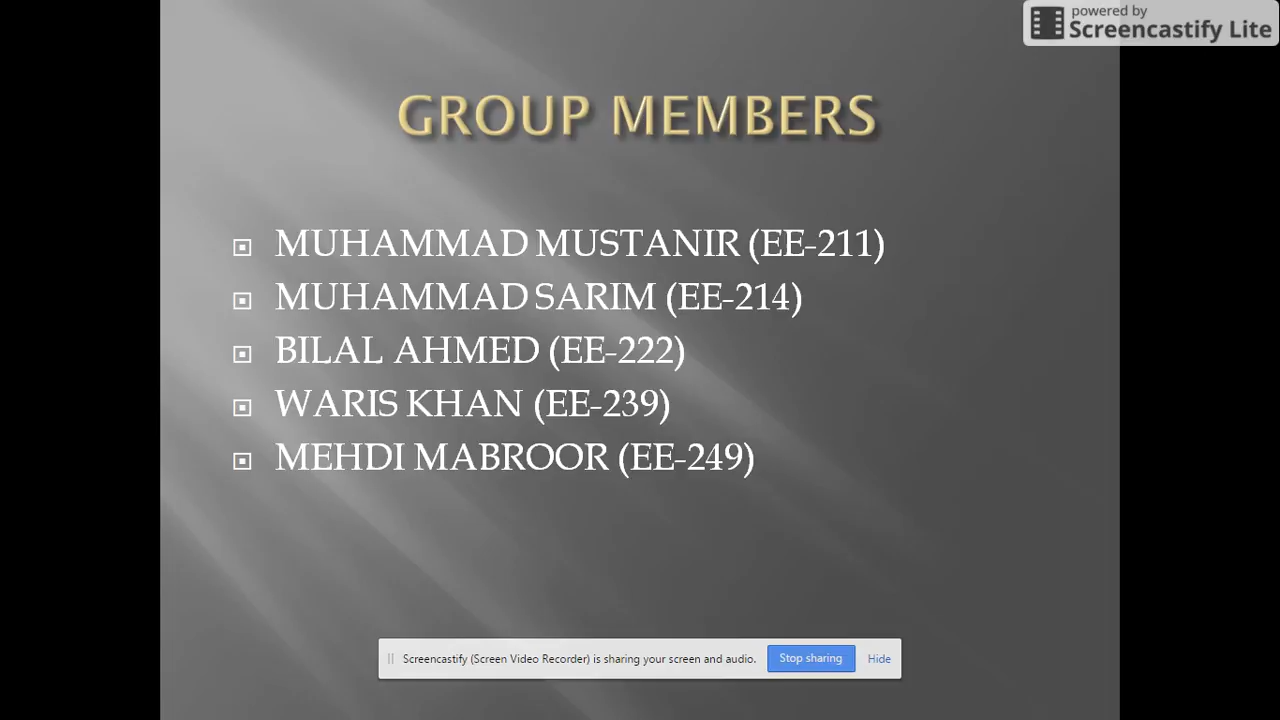 powered by
Screencastify Lite
GROUP MEMBERS
MUHAMMAD MUSTANIR (EE-211)
MUHAMMAD SARIM (EE-214)
BILAL AHMED (EE-222)
WARIS KHAN (EE-239)
MEHDI MABROOR (EE-249)
Screencastify (Screen Video Recorder) is sharing your screen and audio. Stop sharing Hide